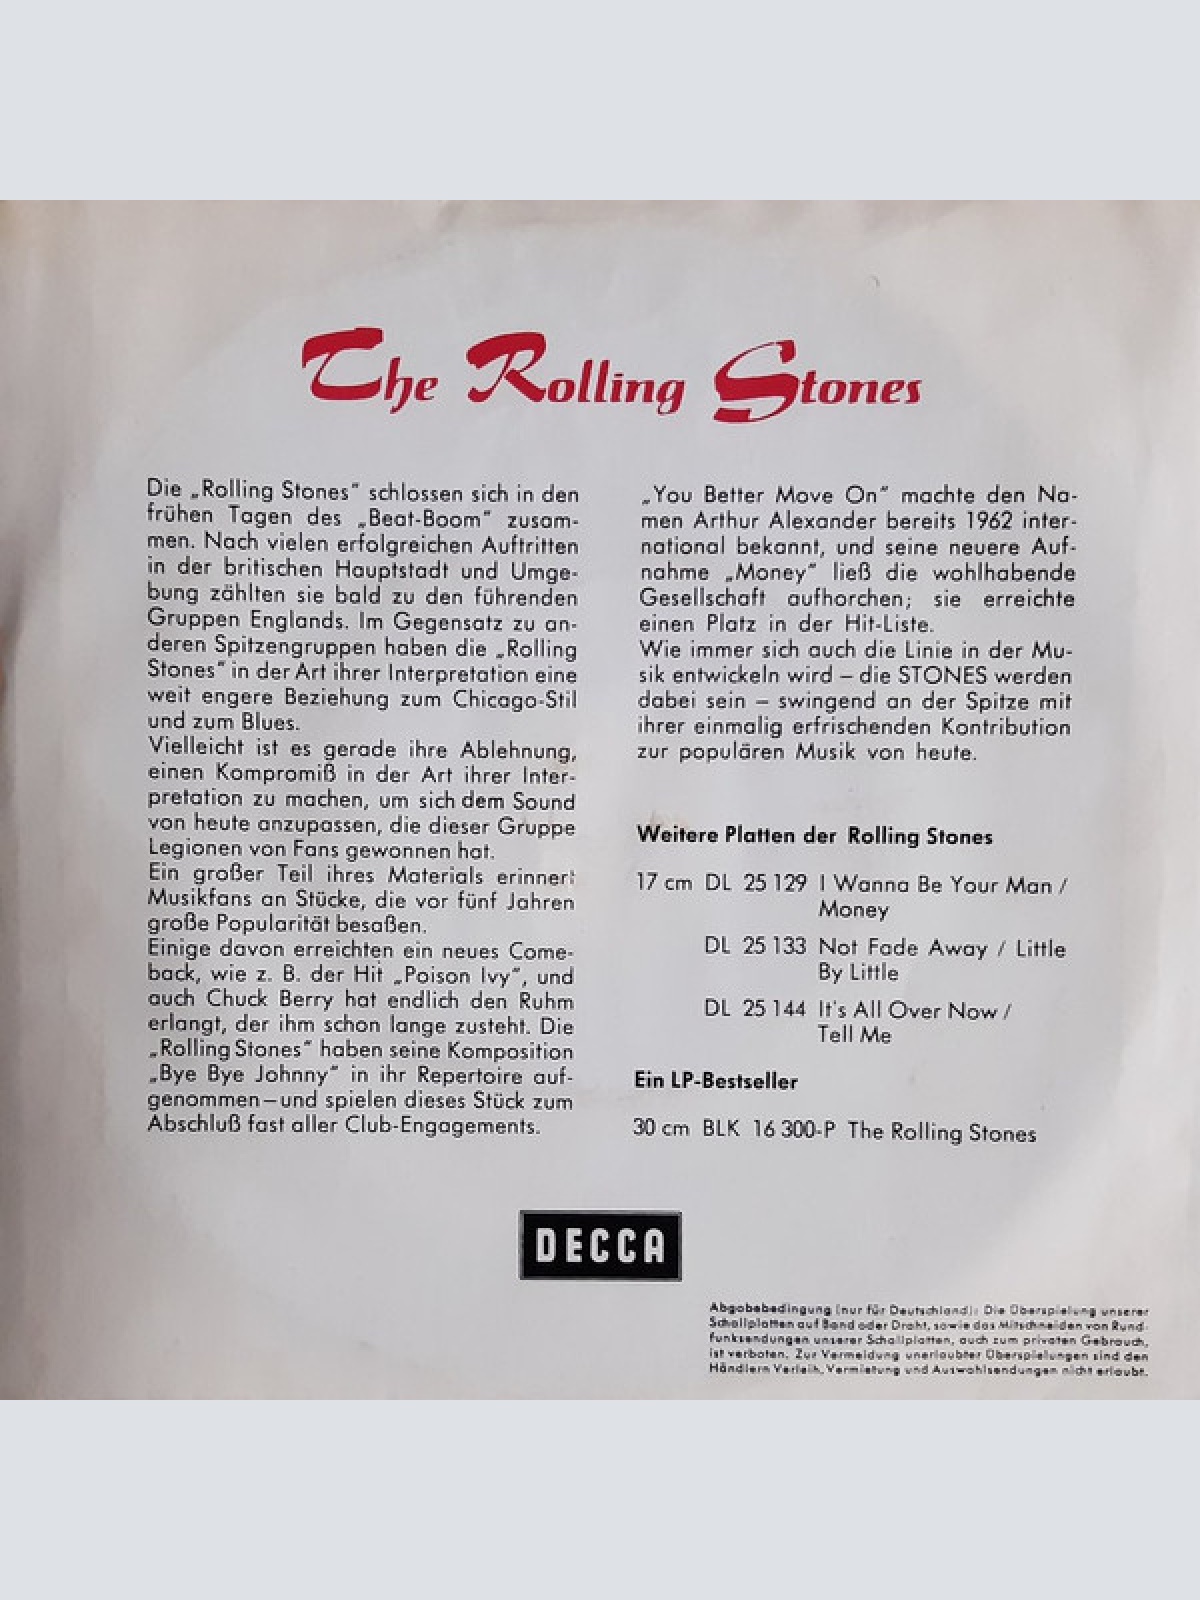 The Rolling Stones
Die „Rolling Stones" schlossen sich in den
frühen Tagen des „Beat-Boom" zusam-
men. Nach vielen erfolgreichen Auftritten
in der britischen Hauptstadt und Umge-
bung zählten sie bald zu den führenden
Gruppen Englands. Im Gegensatz zu an-
deren Spitzengruppen haben die „Rolling
Stones" in der Art ihrer Interpretation eine
weit engere Beziehung zum Chicago-Stil
und zum Blues.
Vielleicht ist es gerade ihre Ablehnung,
einen Kompromiß in der Art ihrer Inter-
pretation zu machen, um sich dem Sound
von heute anzupassen, die dieser Gruppe
Legionen von Fans gewonnen hat.
Ein großer Teil ihres Materials erinnert
Musikfans an Stücke, die vor fünf Jahren
große Popularität besaßen.
Einige davon erreichten ein neues Come-
back, wie z. B. der Hit „Poison Ivy", und
auch Chuck Berry hat endlich den Ruhm
erlangt, der ihm schon lange zusteht. Die
„Rolling Stones" haben seine Komposition
„Bye Bye Johnny" in ihr Repertoire auf-
genommen – und spielen dieses Stück zum
Abschluß fast aller Club-Engagements.
„You Better Move On" machte den Na-
men Arthur Alexander bereits 1962 inter-
national bekannt, und seine neuere Auf-
nahme „Money" ließ die wohlhabende
Gesellschaft aufhorchen; sie erreichte
einen Platz in der Hit-Liste.
Wie immer sich auch die Linie in der Mu-
sik entwickeln wird – die STONES werden
dabei sein – swingend an der Spitze mit
ihrer einmalig erfrischenden Kontribution
zur populären Musik von heute.
Weitere Platten der Rolling Stones
17 cm DL 25 129 I Wanna Be Your Man /
Money
DL 25 133 Not Fade Away / Little
By Little
DL 25 144 It's All Over Now /
Tell Me
Ein LP-Bestseller
30 cm BLK 16 300-P The Rolling Stones
DECCA
Abgabebedingung (nur für Deutschland): Die Überspielung unserer
Schallplatten auf Band oder Draht, sowie das Mitschneiden von Rund-
funksendungen unserer Schallplatten, auch zum privaten Gebrauch,
ist verboten. Zur Vermeidung unerlaubter Überspielungen sind den
Händlern Verleih, Vermietung und Auswahlsendungen nicht erlaubt.